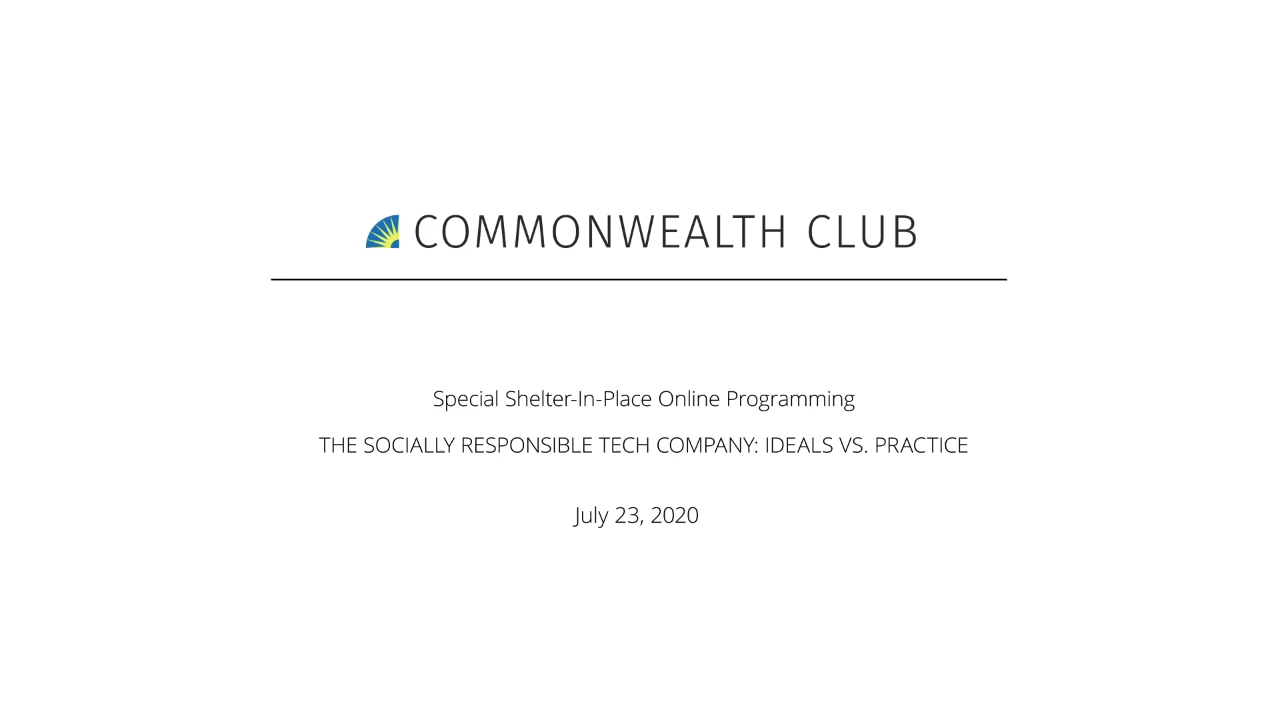 COMMONWEALTH CLUB
Special Shelter-In-Place Online Programming
THE SOCIALLY RESPONSIBLE TECH COMPANY: IDEALS VS. PRACTICE
July 23, 2020